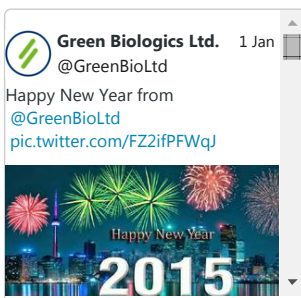 Green Biologics Ltd. 1 Jan
@GreenBioLtd
Happy New Year from
@GreenBioLtd
pic.twitter.com/FZ2ifPFWqJ
Happy New Year
2015